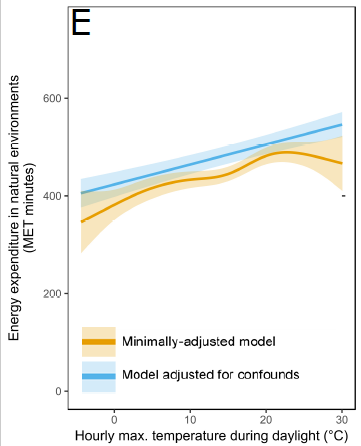 E
Energy expenditure in natural environments
(MET minutes)
600
400
200
0
Minimally-adjusted model
Model adjusted for confounds
0 10 20 30
Hourly max. temperature during daylight (°C)